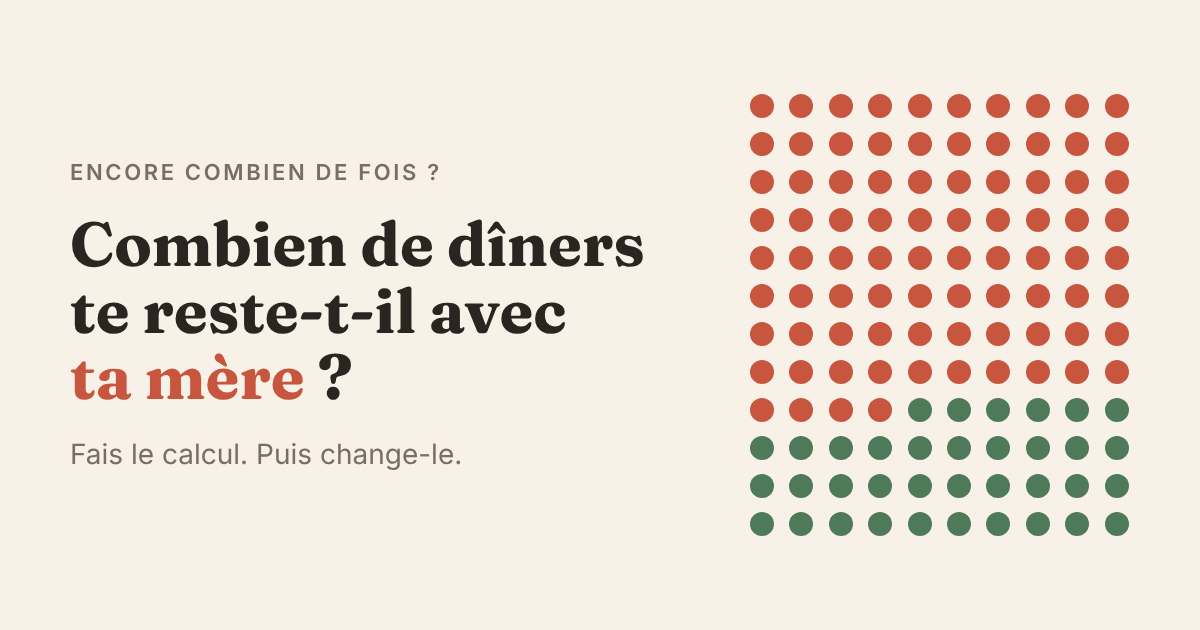 ENCORE COMBIEN DE FOIS ?
Combien de dîners
te reste-t-il avec
ta mère ?
Fais le calcul. Puis change-le.